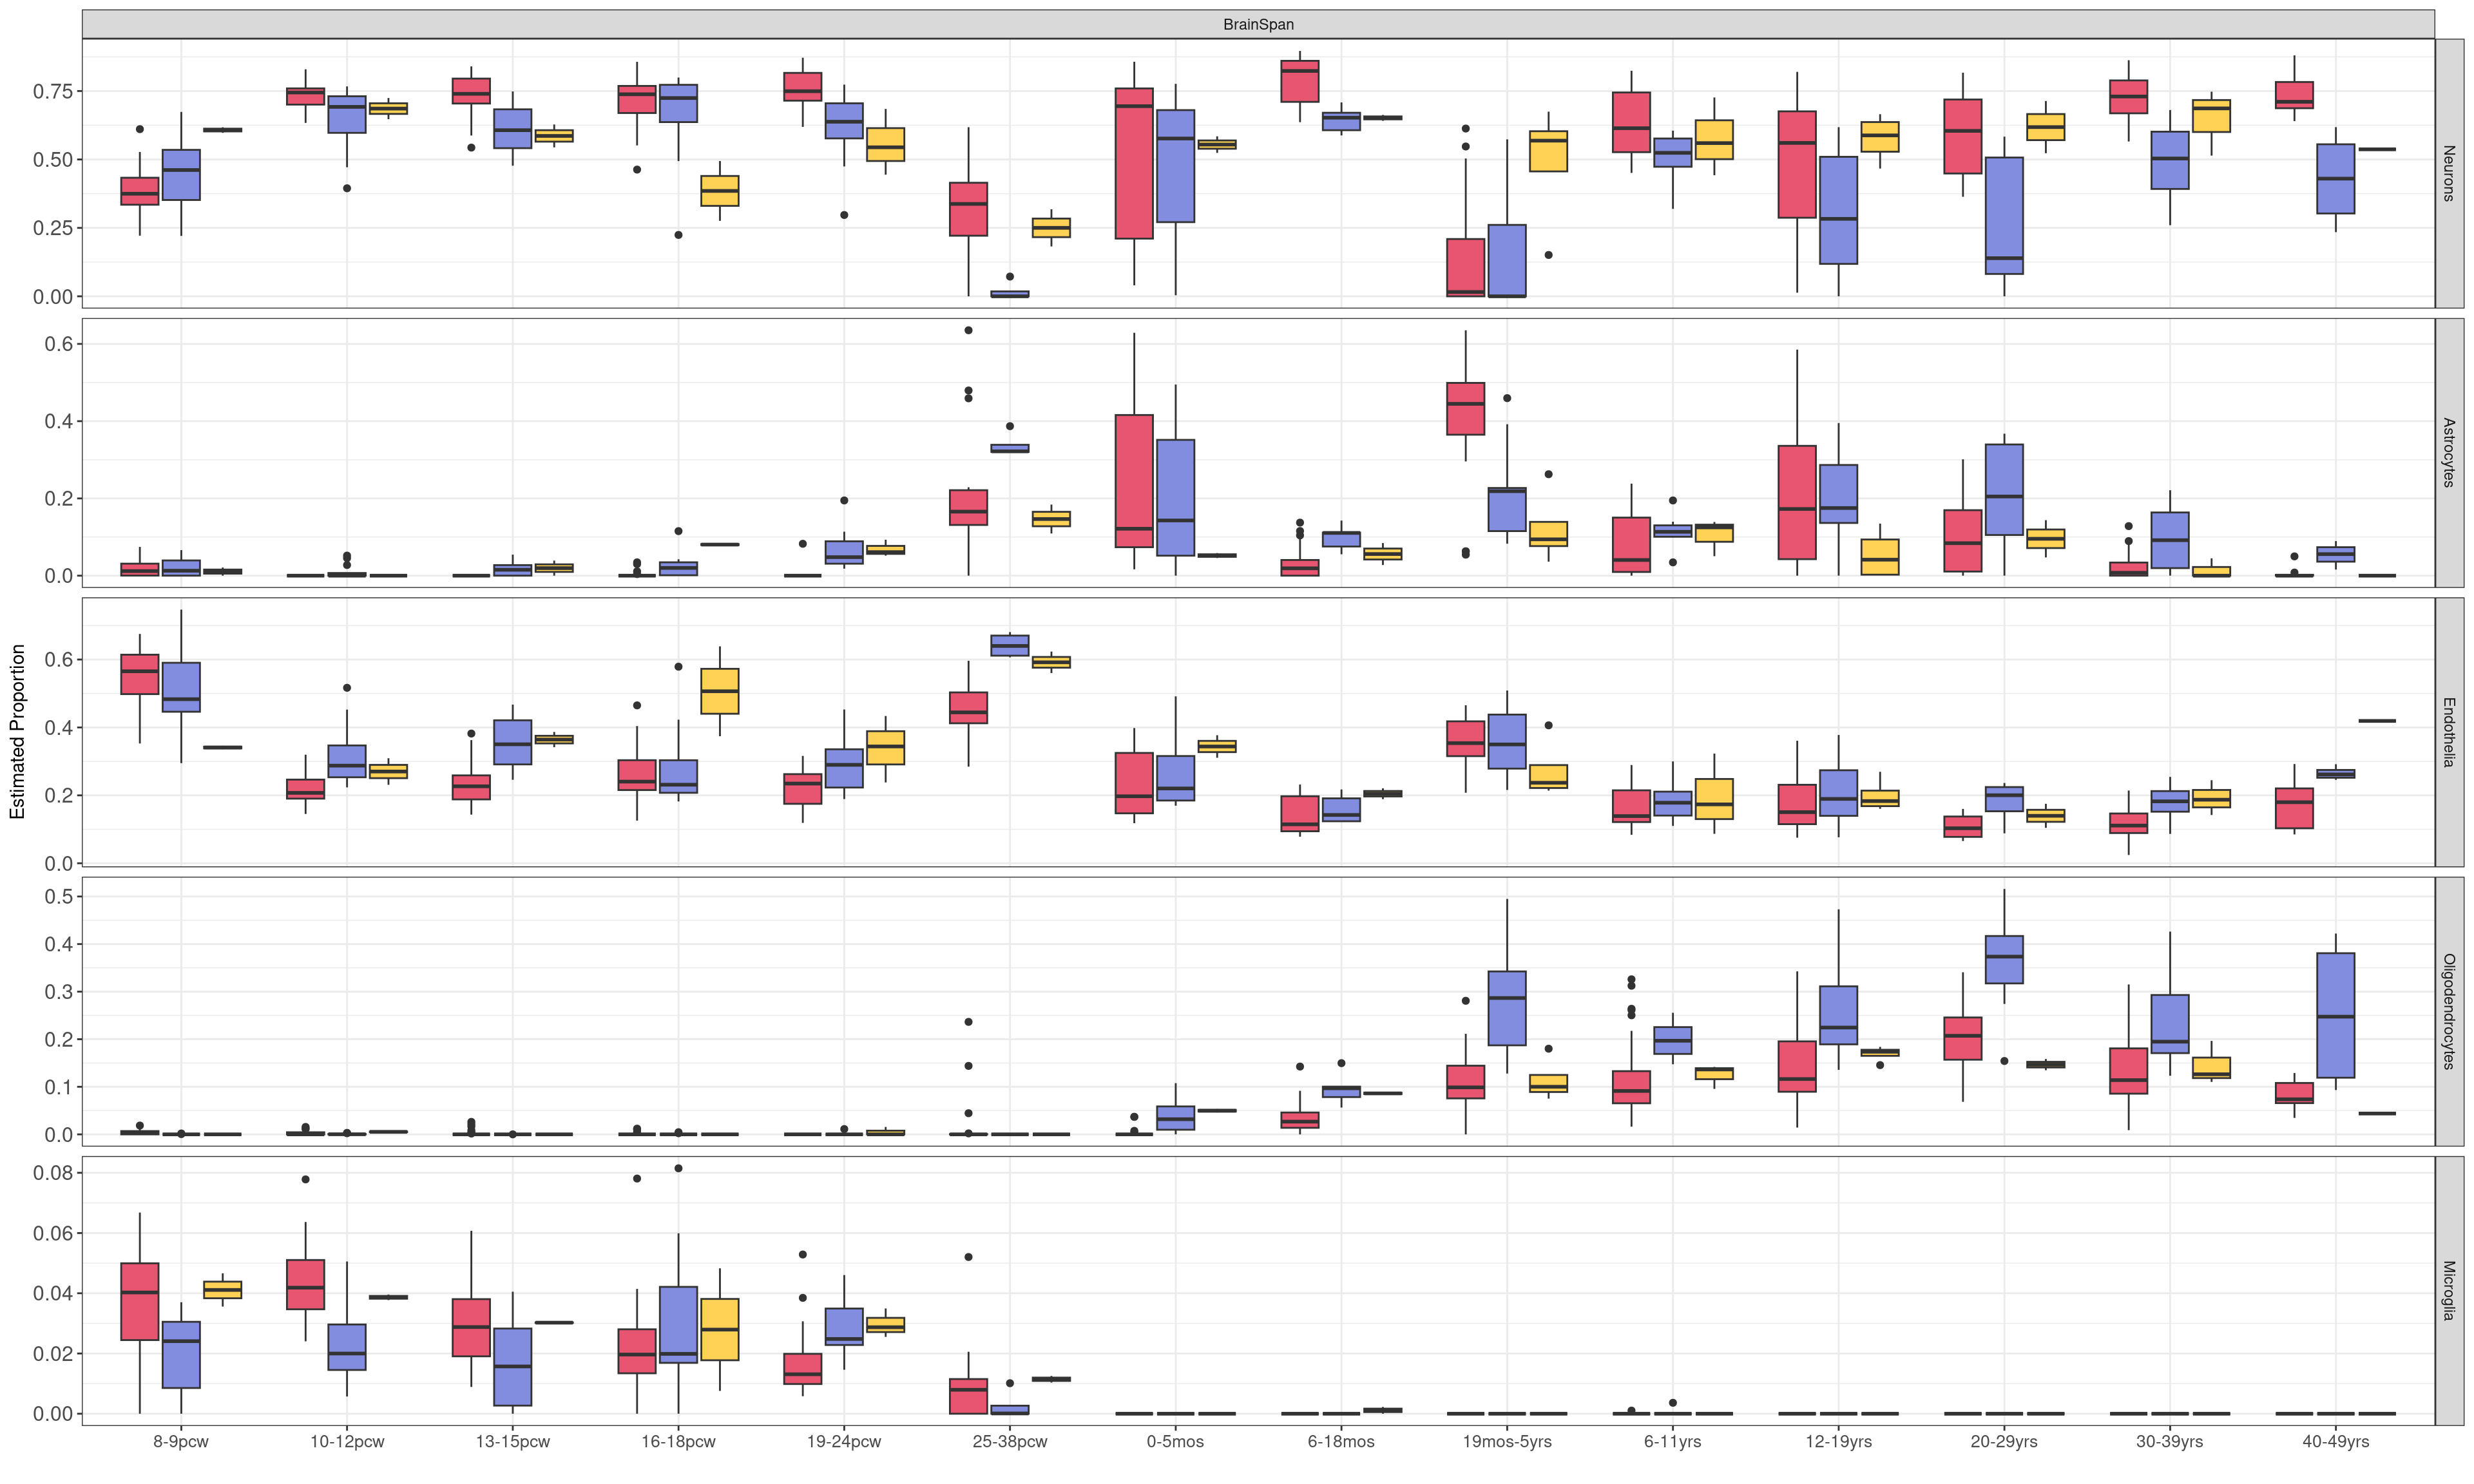 BrainSpan
Estimated Proportion
0.75
0.50
0.25
0.00
Neurons
0.6
0.4
0.2
0.0
Astrocytes
0.6
0.4
0.2
0.0
Endothelia
0.5
0.4
0.3
0.2
0.1
0.0
Oligodendrocytes
0.08
0.06
0.04
0.02
0.00
Microglia
8-9pcw 10-12pcw 13-15pcw 16-18pcw 19-24pcw 25-38pcw 0-5mos 6-18mos 19mos-5yrs 6-11yrs 12-19yrs 20-29yrs 30-39yrs 40-49yrs